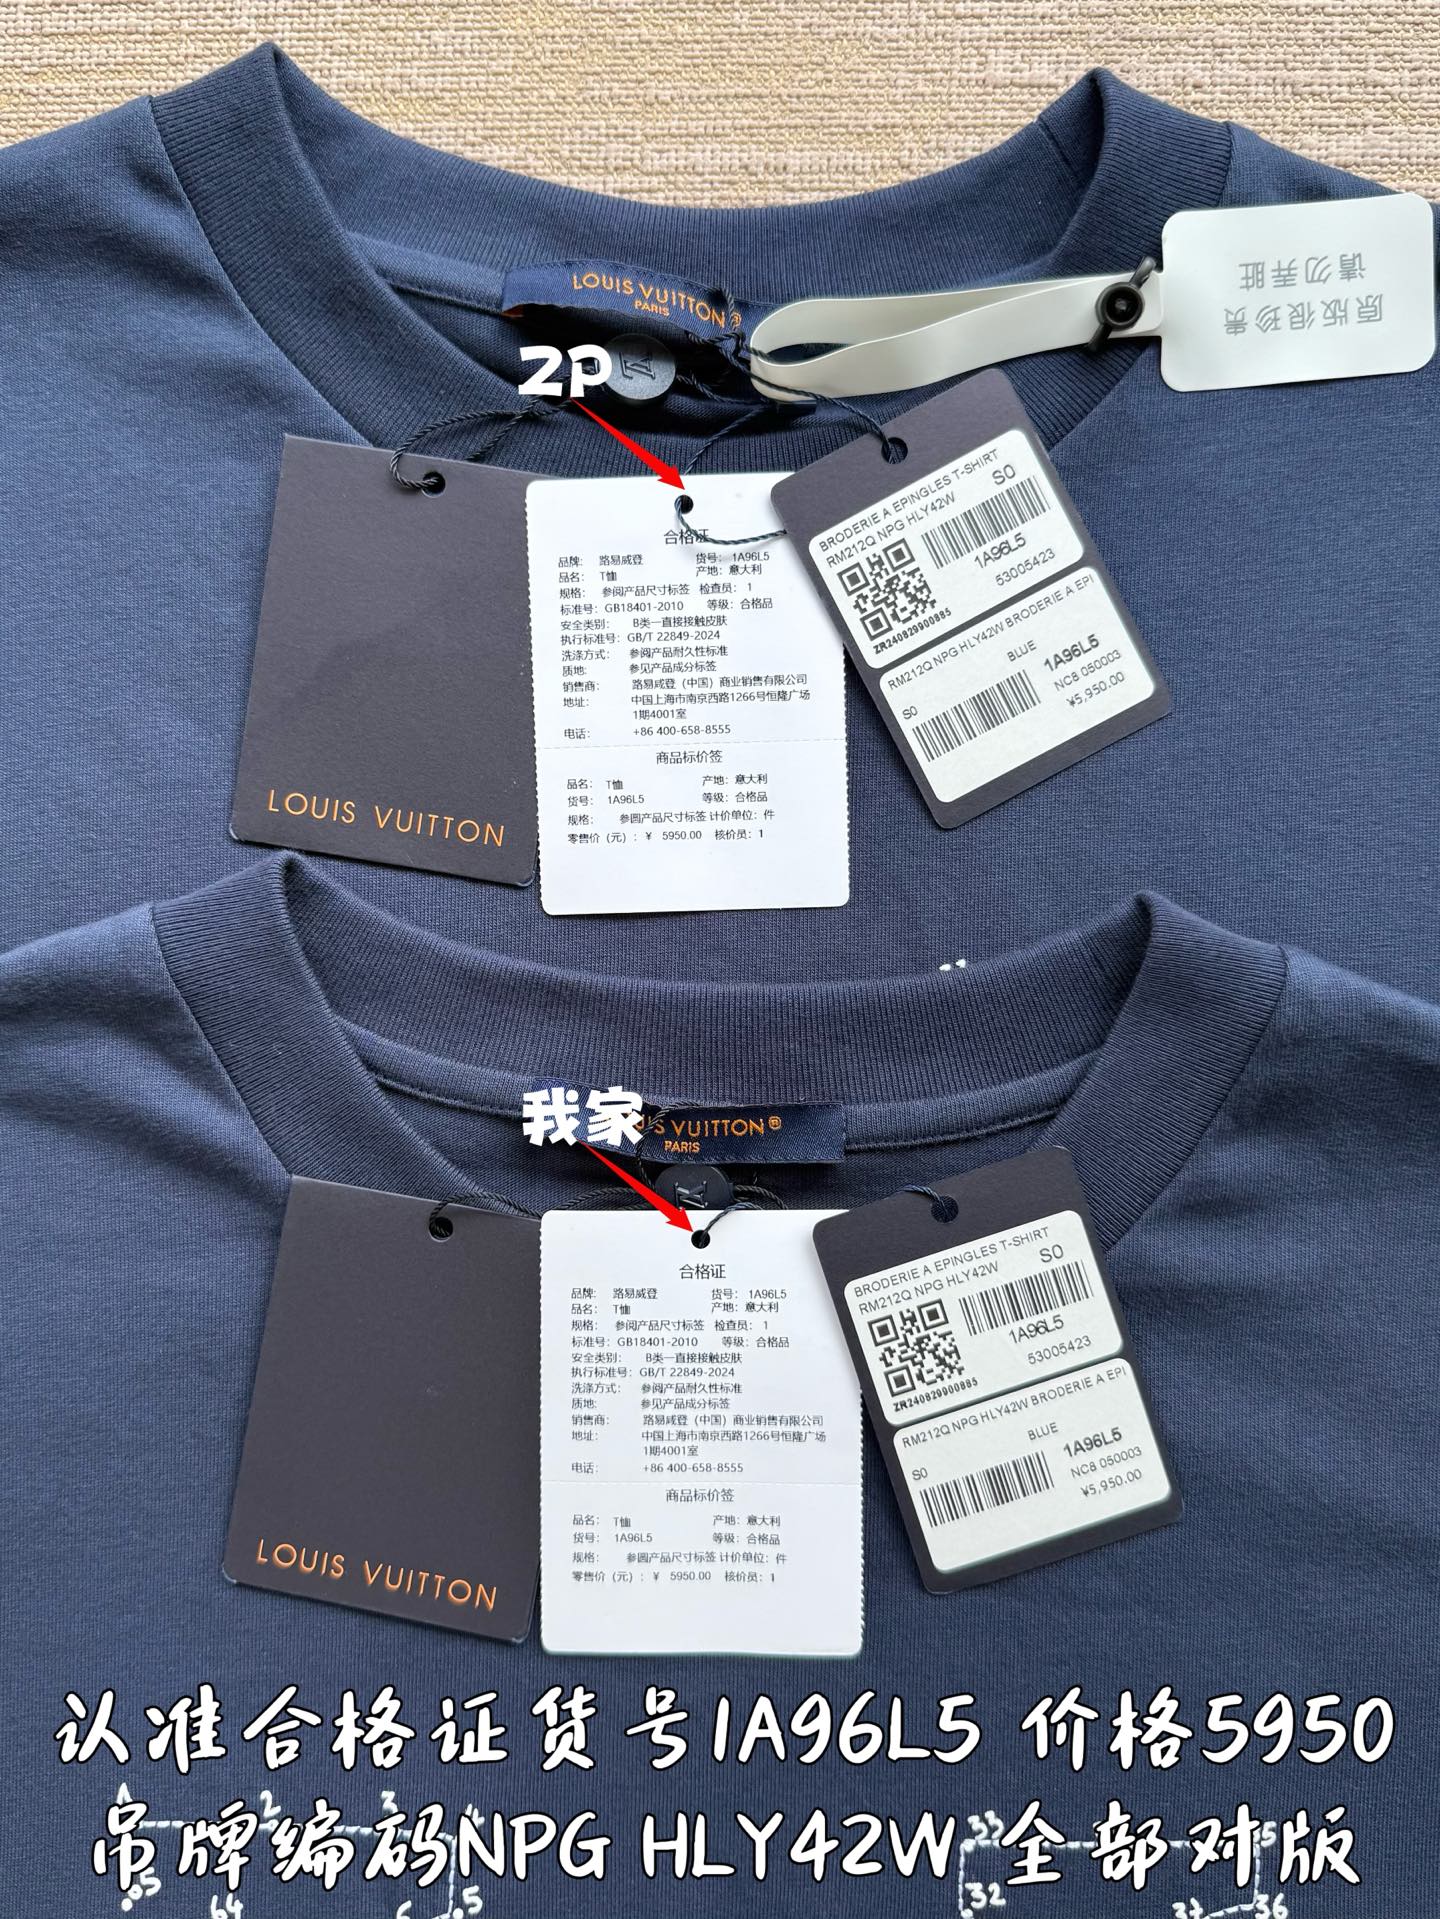 LOUIS VUITTON®
PARIS
请勿弄脏
原版很珍贵
2P
LOUIS VUITTON
合格证
品牌: 路易威登 货号: 1A96L5
品名: T恤 产地: 意大利
规格: 参阅产品尺寸标签 检查员: 1
标准号: GB18401-2010 等级: 合格品
安全类别: B类一直接接触皮肤
执行标准号: GB/T 22849-2024
洗涤方式: 参阅产品耐久性标准
质地: 参见产品成分标签
销售商: 路易威登（中国）商业销售有限公司
地址: 中国上海市南京西路1266号恒隆广场
1期4001室
电话: +86 400-658-8555
商品标价签
品名: T恤 产地: 意大利
货号: 1A96L5 等级: 合格品
规格: 参圆产品尺寸标签 计价单位: 件
零售价（元）: ¥ 5950.00 核价员: 1
BRODERIE A EPINGLES T-SHIRT
RM212Q NPG HLY42W S0
1A96L5
53005423
ZR240829900885
RM212Q NPG HLY42W BRODERIE A EPI
BLUE
S0 1A96L5
NC8 050003
¥5,950.00
我家
UIS VUITTON®
PARIS
LOUIS VUITTON
合格证
品牌: 路易威登 货号: 1A96L5
品名: T恤 产地: 意大利
规格: 参阅产品尺寸标签 检查员: 1
标准号: GB18401-2010 等级: 合格品
安全类别: B类一直接接触皮肤
执行标准号: GB/T 22849-2024
洗涤方式: 参阅产品耐久性标准
质地: 参见产品成分标签
销售商: 路易威登（中国）商业销售有限公司
地址: 中国上海市南京西路1266号恒隆广场
1期4001室
电话: +86 400-658-8555
商品标价签
品名: T恤 产地: 意大利
货号: 1A96L5 等级: 合格品
规格: 参圆产品尺寸标签 计价单位: 件
零售价（元）: ¥ 5950.00 核价员: 1
BRODERIE A EPINGLES T-SHIRT
RM212Q NPG HLY42W S0
1A96L5
53005423
ZR240829900885
RM212Q NPG HLY42W BRODERIE A EPI
BLUE
S0 1A96L5
NC8 050003
¥5,950.00
认准合格证货号1A96L5 价格5950
吊牌编码NPG HLY42W 全部对版
2 3 33
64 .5 32 36